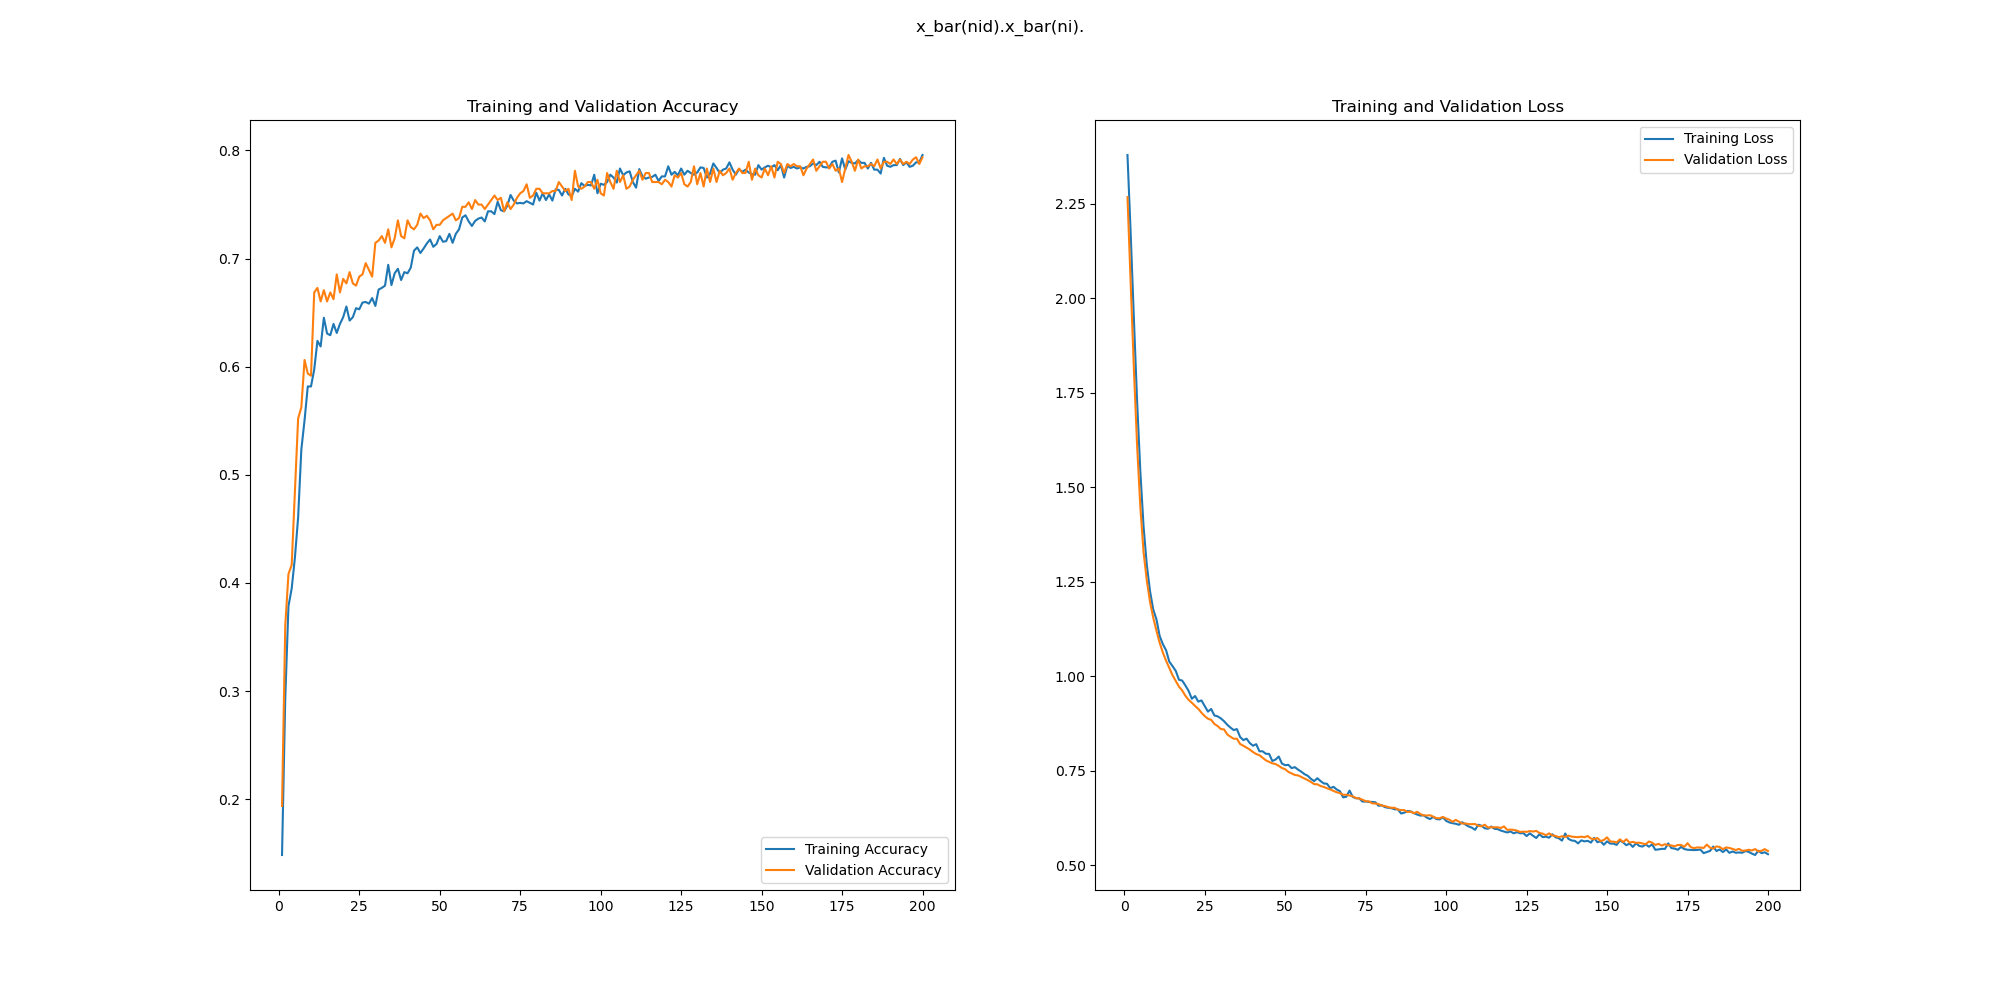 x_bar(nid).x_bar(ni).
Training and Validation Accuracy
0.8
0.7
0.6
0.5
0.4
0.3
0.2
0 25 50 75 100 125 150 175 200
Training Accuracy
Validation Accuracy
Training and Validation Loss
2.25
2.00
1.75
1.50
1.25
1.00
0.75
0.50
0 25 50 75 100 125 150 175 200
Training Loss
Validation Loss